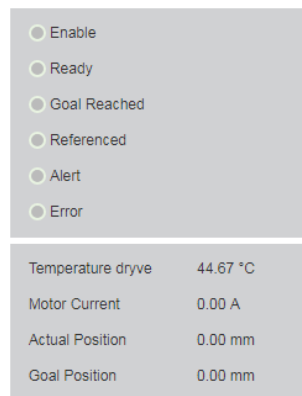 Enable
Ready
Goal Reached
Referenced
Alert
Error
Temperature dryve 44.67 °C
Motor Current 0.00 A
Actual Position 0.00 mm
Goal Position 0.00 mm